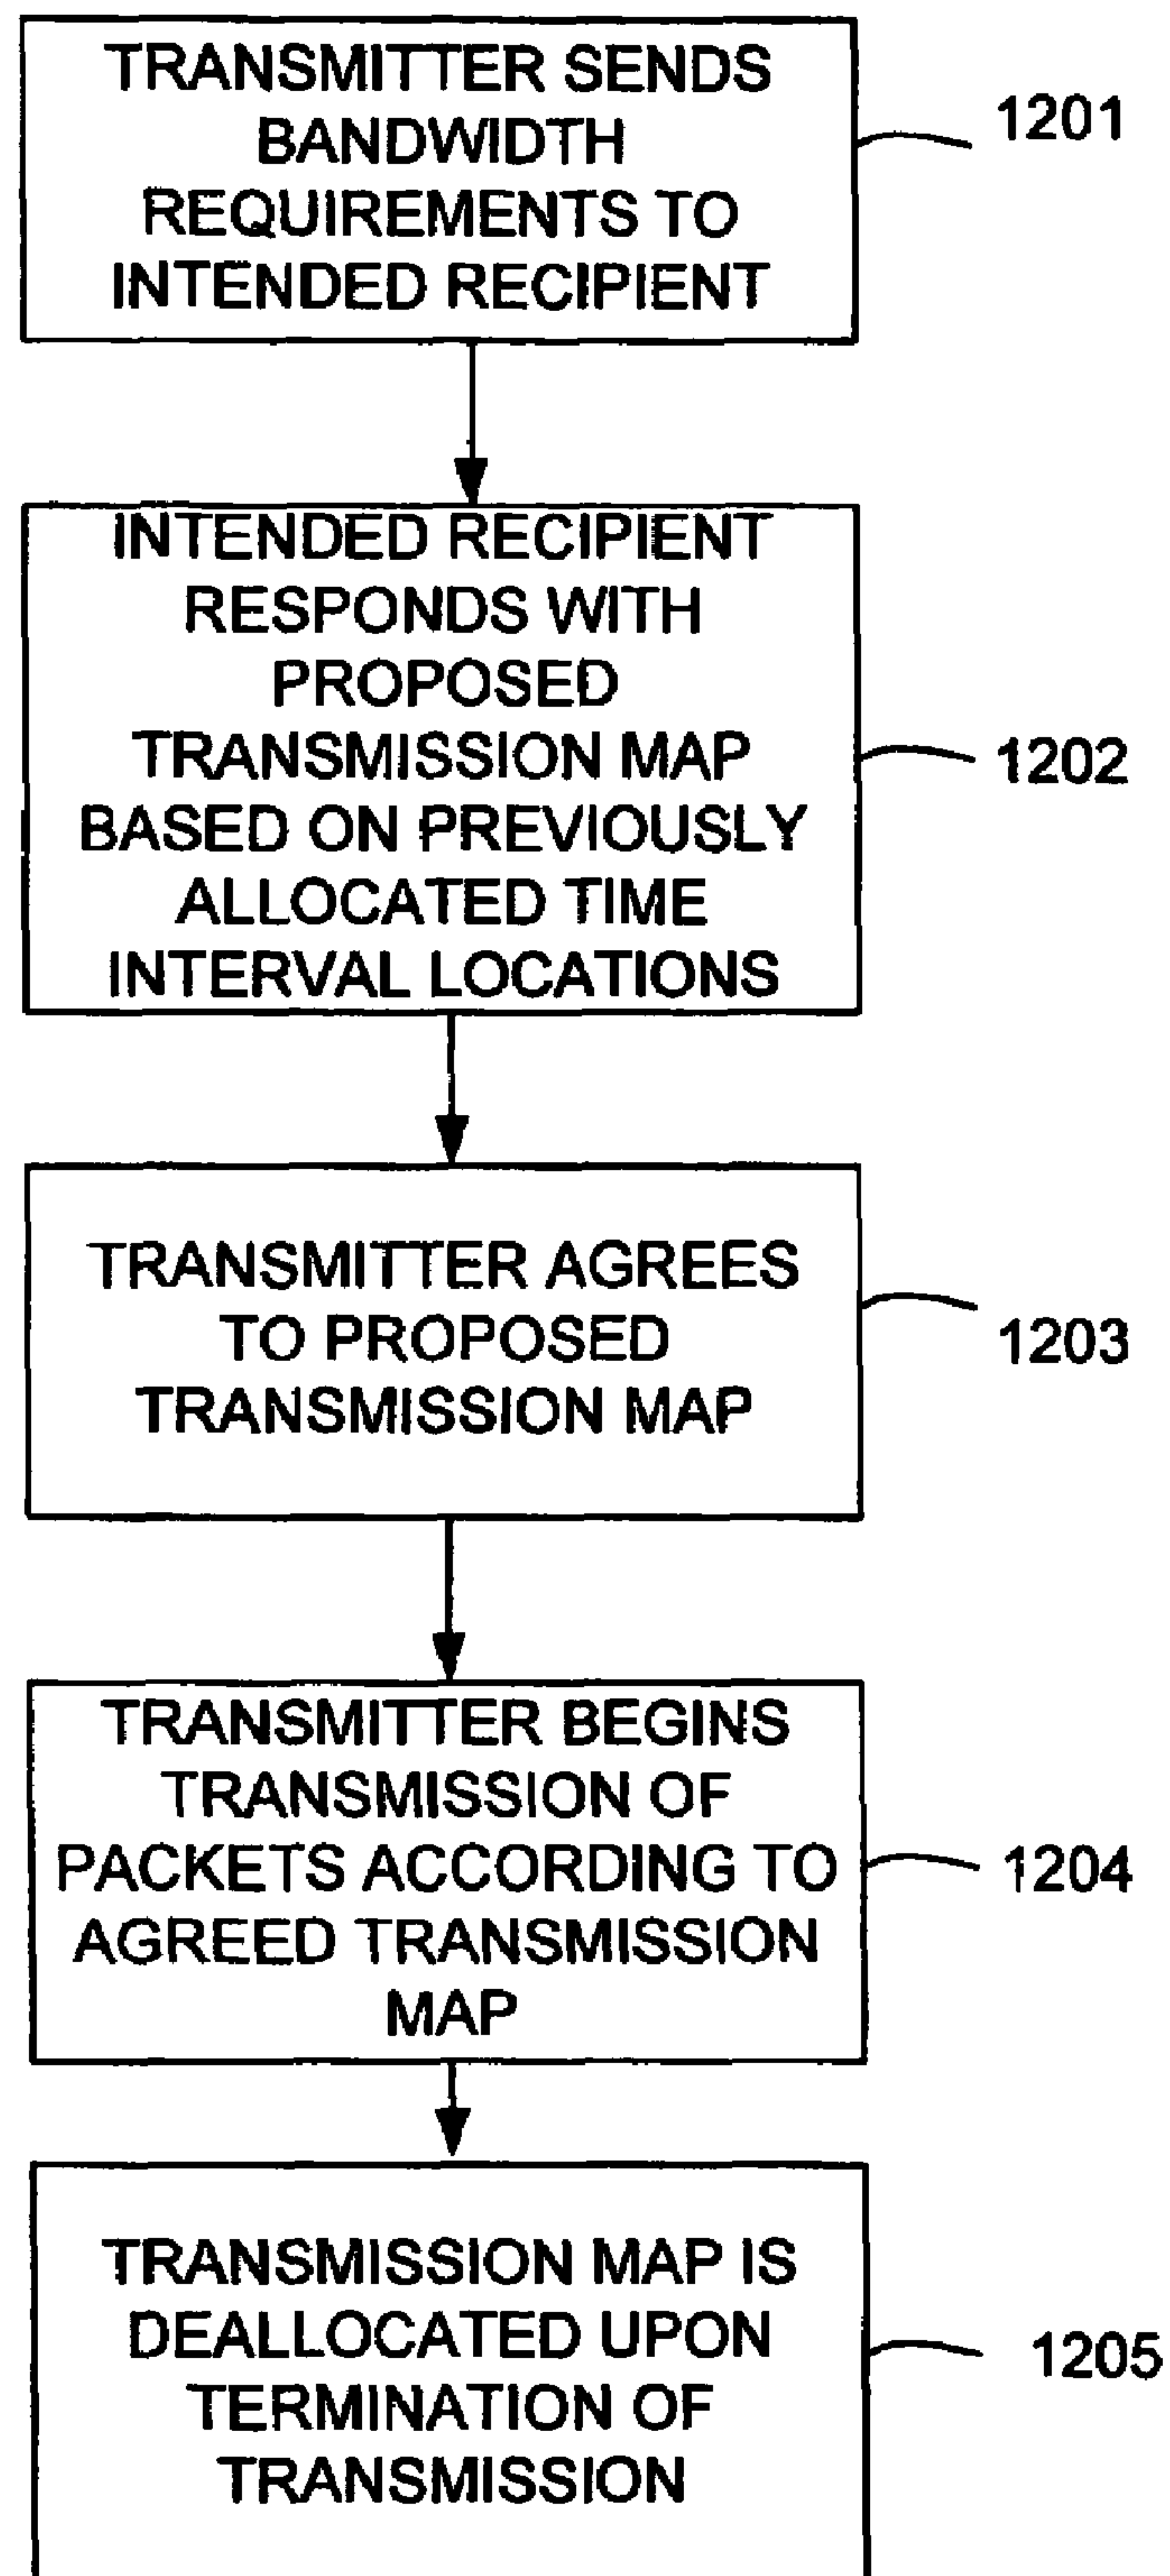 TRANSMITTER SENDS
BANDWIDTH
REQUIREMENTS TO
INTENDED RECIPIENT
1201
INTENDED RECIPIENT
RESPONDS WITH
PROPOSED
TRANSMISSION MAP
BASED ON PREVIOUSLY
ALLOCATED TIME
INTERVAL LOCATIONS
1202
TRANSMITTER AGREES
TO PROPOSED
TRANSMISSION MAP
1203
TRANSMITTER BEGINS
TRANSMISSION OF
PACKETS ACCORDING TO
AGREED TRANSMISSION
MAP
1204
TRANSMISSION MAP IS
DEALLOCATED UPON
TERMINATION OF
TRANSMISSION
1205